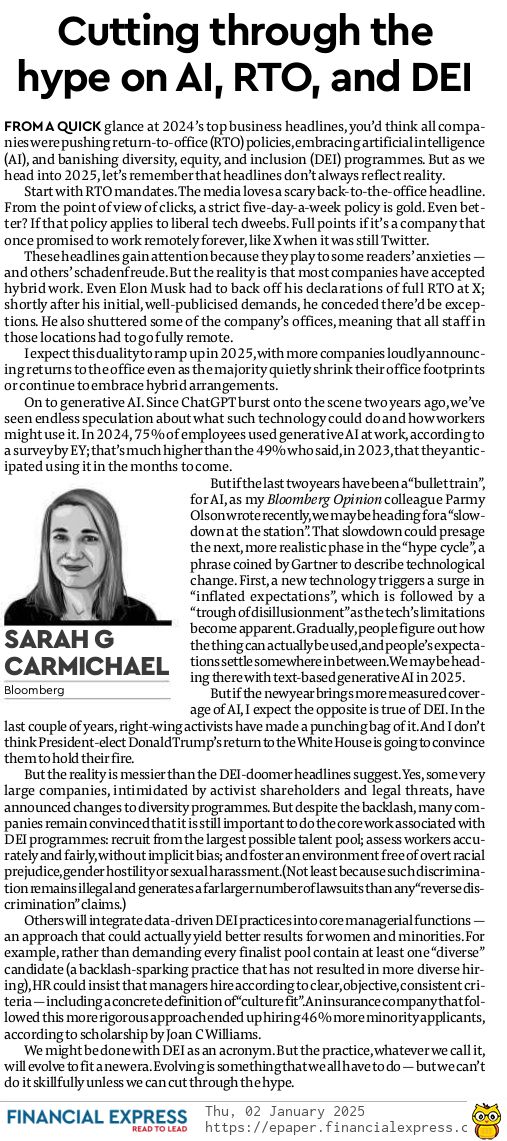 Cutting through the
hype on AI, RTO, and DEI
FROM A QUICK glance at 2024's top business headlines, you'd think all compa-
nies were pushing return-to-office (RTO) policies, embracing artificial intelligence
(AI), and banishing diversity, equity, and inclusion (DEI) programmes. But as we
head into 2025, let's remember that headlines don't always reflect reality.
Start with RTO mandates. The media loves a scary back-to-the-office headline.
From the point of view of clicks, a strict five-day-a-week policy is gold. Even bet-
ter? If that policy applies to liberal tech dweebs. Full points if it's a company that
once promised to work remotely forever, like X when it was still Twitter.
These headlines gain attention because they play to some readers' anxieties —
and others' schadenfreude. But the reality is that most companies have accepted
hybrid work. Even Elon Musk had to back off his declarations of full RTO at X;
shortly after his initial, well-publicised demands, he conceded there'd be excep-
tions. He also shuttered some of the company's offices, meaning that all staff in
those locations had to go fully remote.
I expect this duality to ramp up in 2025, with more companies loudly announc-
ing returns to the office even as the majority quietly shrink their office footprints
or continue to embrace hybrid arrangements.
On to generative AI. Since ChatGPT burst onto the scene two years ago, we've
seen endless speculation about what such technology could do and how workers
might use it. In 2024, 75% of employees used generative AI at work, according to
a survey by EY; that's much higher than the 49% who said, in 2023, that they antic-
ipated using it in the months to come.
But if the last two years have been a "bullet train",
for AI, as my Bloomberg Opinion colleague Parmy
Olson wrote recently, we may be heading for a "slow-
down at the station". That slowdown could presage
the next, more realistic phase in the "hype cycle", a
phrase coined by Gartner to describe technological
change. First, a new technology triggers a surge in
"inflated expectations", which is followed by a
"trough of disillusionment" as the tech's limitations
become apparent. Gradually, people figure out how
the thing can actually be used, and people's expecta-
tions settle somewhere in between. We may be head-
ing there with text-based generative AI in 2025.
But if the new year brings more measured cover-
age of AI, I expect the opposite is true of DEI. In the
SARAH G
CARMICHAEL
Bloomberg
last couple of years, right-wing activists have made a punching bag of it. And I don't
think President-elect Donald Trump's return to the White House is going to convince
them to hold their fire.
But the reality is messier than the DEI-doomer headlines suggest. Yes, some very
large companies, intimidated by activist shareholders and legal threats, have
announced changes to diversity programmes. But despite the backlash, many com-
panies remain convinced that it is still important to do the core work associated with
DEI programmes: recruit from the largest possible talent pool; assess workers accu-
rately and fairly, without implicit bias; and foster an environment free of overt racial
prejudice, gender hostility or sexual harassment. (Not least because such discrimina-
tion remains illegal and generates a far larger number of lawsuits than any "reverse dis-
crimination" claims.)
Others will integrate data-driven DEI practices into core managerial functions —
an approach that could actually yield better results for women and minorities. For
example, rather than demanding every finalist pool contain at least one "diverse"
candidate (a backlash-sparking practice that has not resulted in more diverse hir-
ing), HR could insist that managers hire according to clear, objective, consistent cri-
teria — including a concrete definition of "culture fit". An insurance company that fol-
lowed this more rigorous approach ended up hiring 46% more minority applicants,
according to scholarship by Joan C Williams.
We might be done with DEI as an acronym. But the practice, whatever we call it,
will evolve to fit a new era. Evolving is something that we all have to do — but we can't
do it skillfully unless we can cut through the hype.
FINANCIAL EXPRESS
READ TO LEAD
Thu, 02 January 2025
https://epaper.financialexpress.c